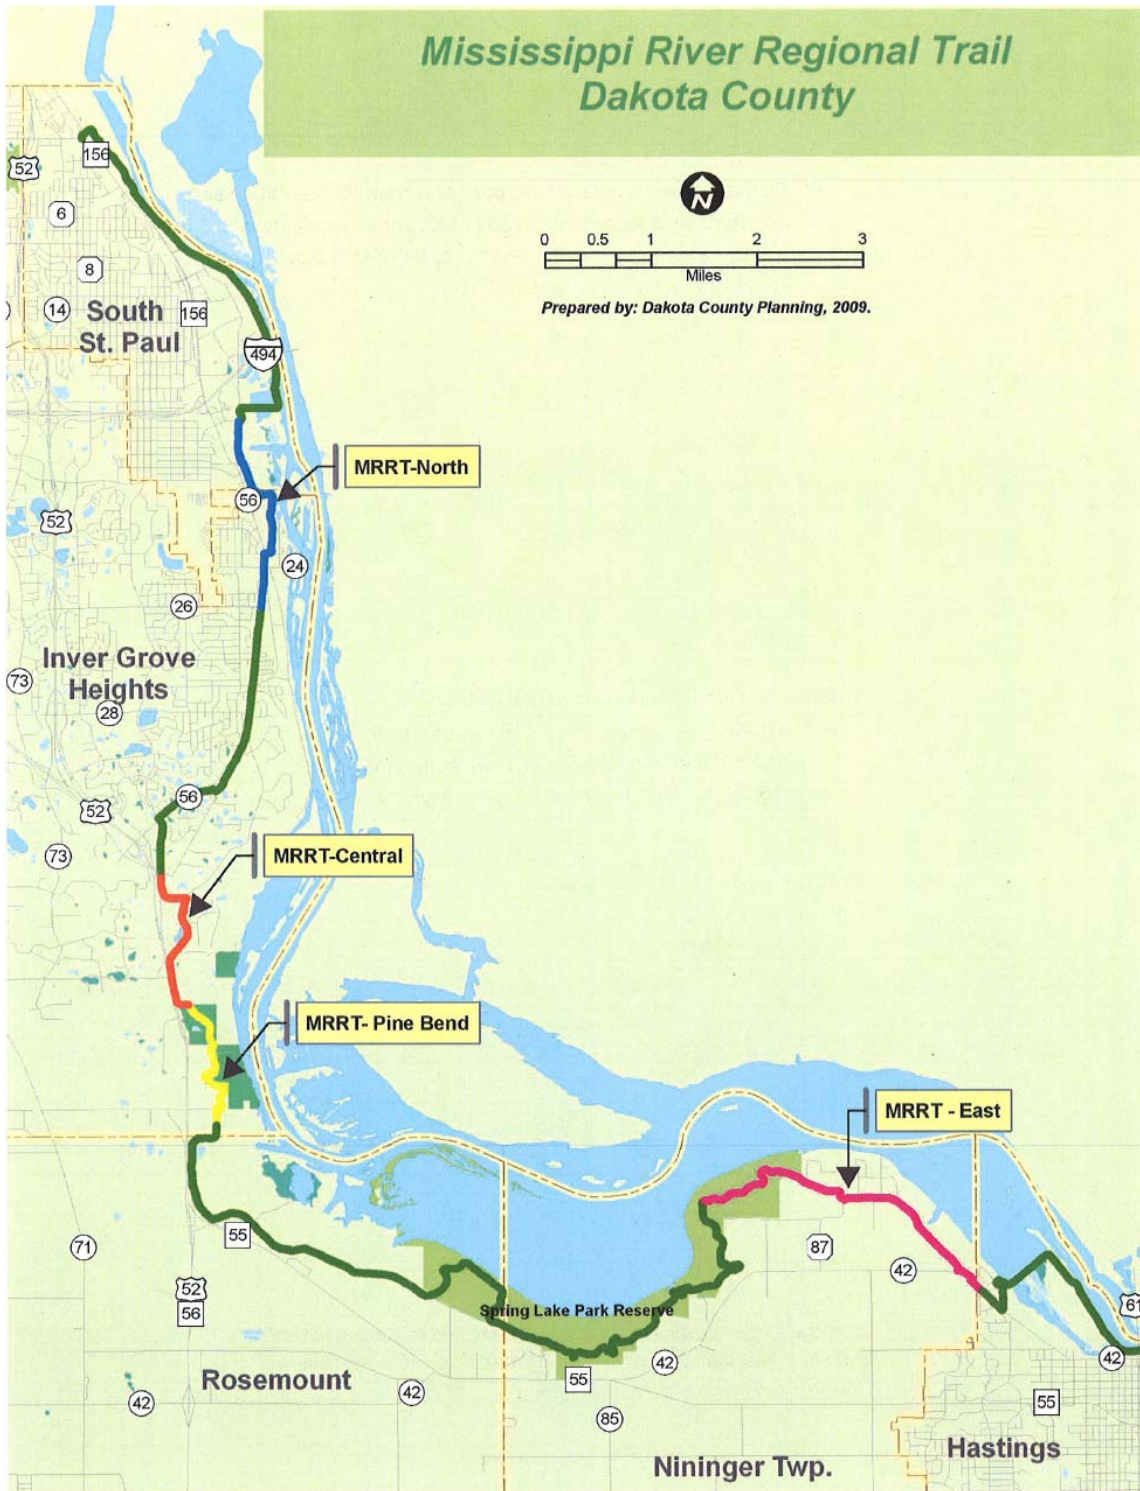 Mississippi River Regional Trail
Dakota County
N
0 0.5 1 2 3
Miles
Prepared by: Dakota County Planning, 2009.
156
52
6
8
14
156
South
St. Paul
494
MRRT-North
56
52
24
26
Inver Grove
Heights
73
28
56
52
73
MRRT-Central
MRRT- Pine Bend
MRRT - East
55
71
87
42
52
56
Spring Lake Park Reserve
61
42
55
42
Rosemount
42
42
55
85
Hastings
Nininger Twp.